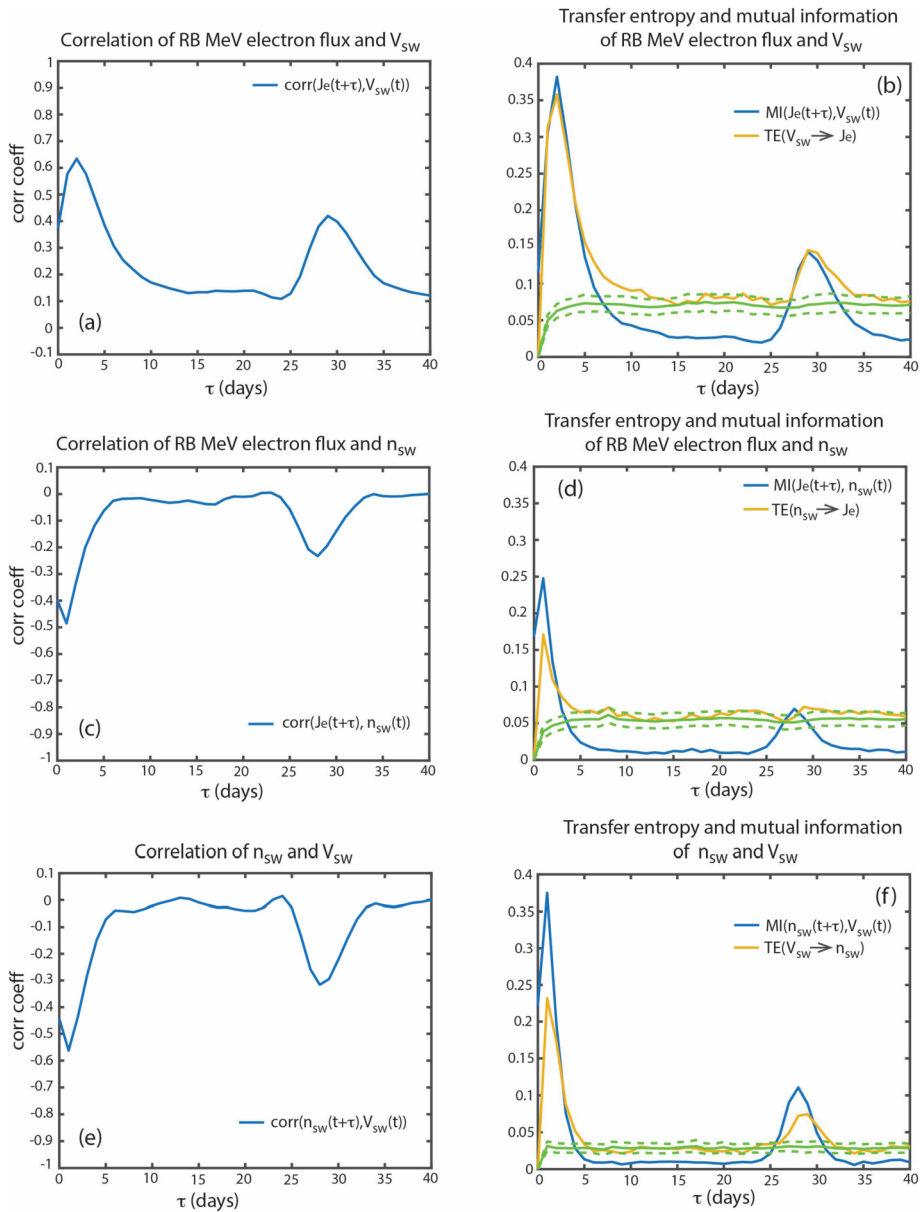 Correlation of RB MeV electron flux and Vsw
1
0.9
0.8
0.7
0.6
0.5
0.4
0.3
0.2
0.1
0
-0.1
corr coeff
corr(Je(t+τ),Vsw(t))
(a)
0 5 10 15 20 25 30 35 40
τ (days)
Transfer entropy and mutual information
of RB MeV electron flux and Vsw
0.4
0.35
0.3
0.25
0.2
0.15
0.1
0.05
0
(b)
MI(Je(t+τ),Vsw(t))
TE(Vsw → Je)
0 5 10 15 20 25 30 35 40
τ (days)
Correlation of RB MeV electron flux and nsw
0.1
0
-0.1
-0.2
-0.3
-0.4
-0.5
-0.6
-0.7
-0.8
-0.9
-1
corr coeff
(c)
corr(Je(t+τ), nsw(t))
0 5 10 15 20 25 30 35 40
τ (days)
Transfer entropy and mutual information
of RB MeV electron flux and nsw
0.4
0.35
0.3
0.25
0.2
0.15
0.1
0.05
0
(d)
MI(Je(t+τ), nsw(t))
TE(nsw → Je)
0 5 10 15 20 25 30 35 40
τ (days)
Correlation of nsw and Vsw
0.1
0
-0.1
-0.2
-0.3
-0.4
-0.5
-0.6
-0.7
-0.8
-0.9
-1
corr coeff
(e)
corr(nsw(t+τ),Vsw(t))
0 5 10 15 20 25 30 35 40
τ (days)
Transfer entropy and mutual information
of nsw and Vsw
0.4
0.35
0.3
0.25
0.2
0.15
0.1
0.05
0
(f)
MI(nsw(t+τ),Vsw(t))
TE(Vsw → nsw)
0 5 10 15 20 25 30 35 40
τ (days)